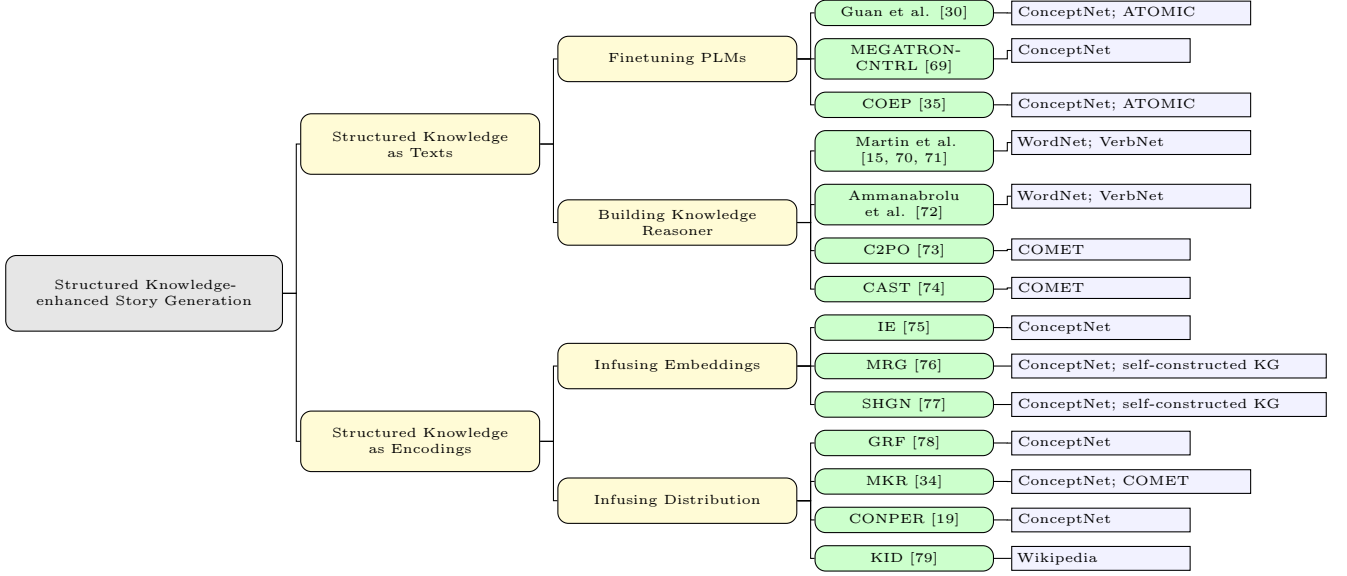 Structured Knowledge-
enhanced Story Generation
Structured Knowledge
as Texts
Finetuning PLMs
Guan et al. [30]
ConceptNet; ATOMIC
MEGATRON-
CNTRL [69]
ConceptNet
COEP [35]
ConceptNet; ATOMIC
Building Knowledge
Reasoner
Martin et al.
[15, 70, 71]
WordNet; VerbNet
Ammanabrolu
et al. [72]
WordNet; VerbNet
C2PO [73]
COMET
CAST [74]
COMET
Structured Knowledge
as Encodings
Infusing Embeddings
IE [75]
ConceptNet
MRG [76]
ConceptNet; self-constructed KG
SHGN [77]
ConceptNet; self-constructed KG
Infusing Distribution
GRF [78]
ConceptNet
MKR [34]
ConceptNet; COMET
CONPER [19]
ConceptNet
KID [79]
Wikipedia